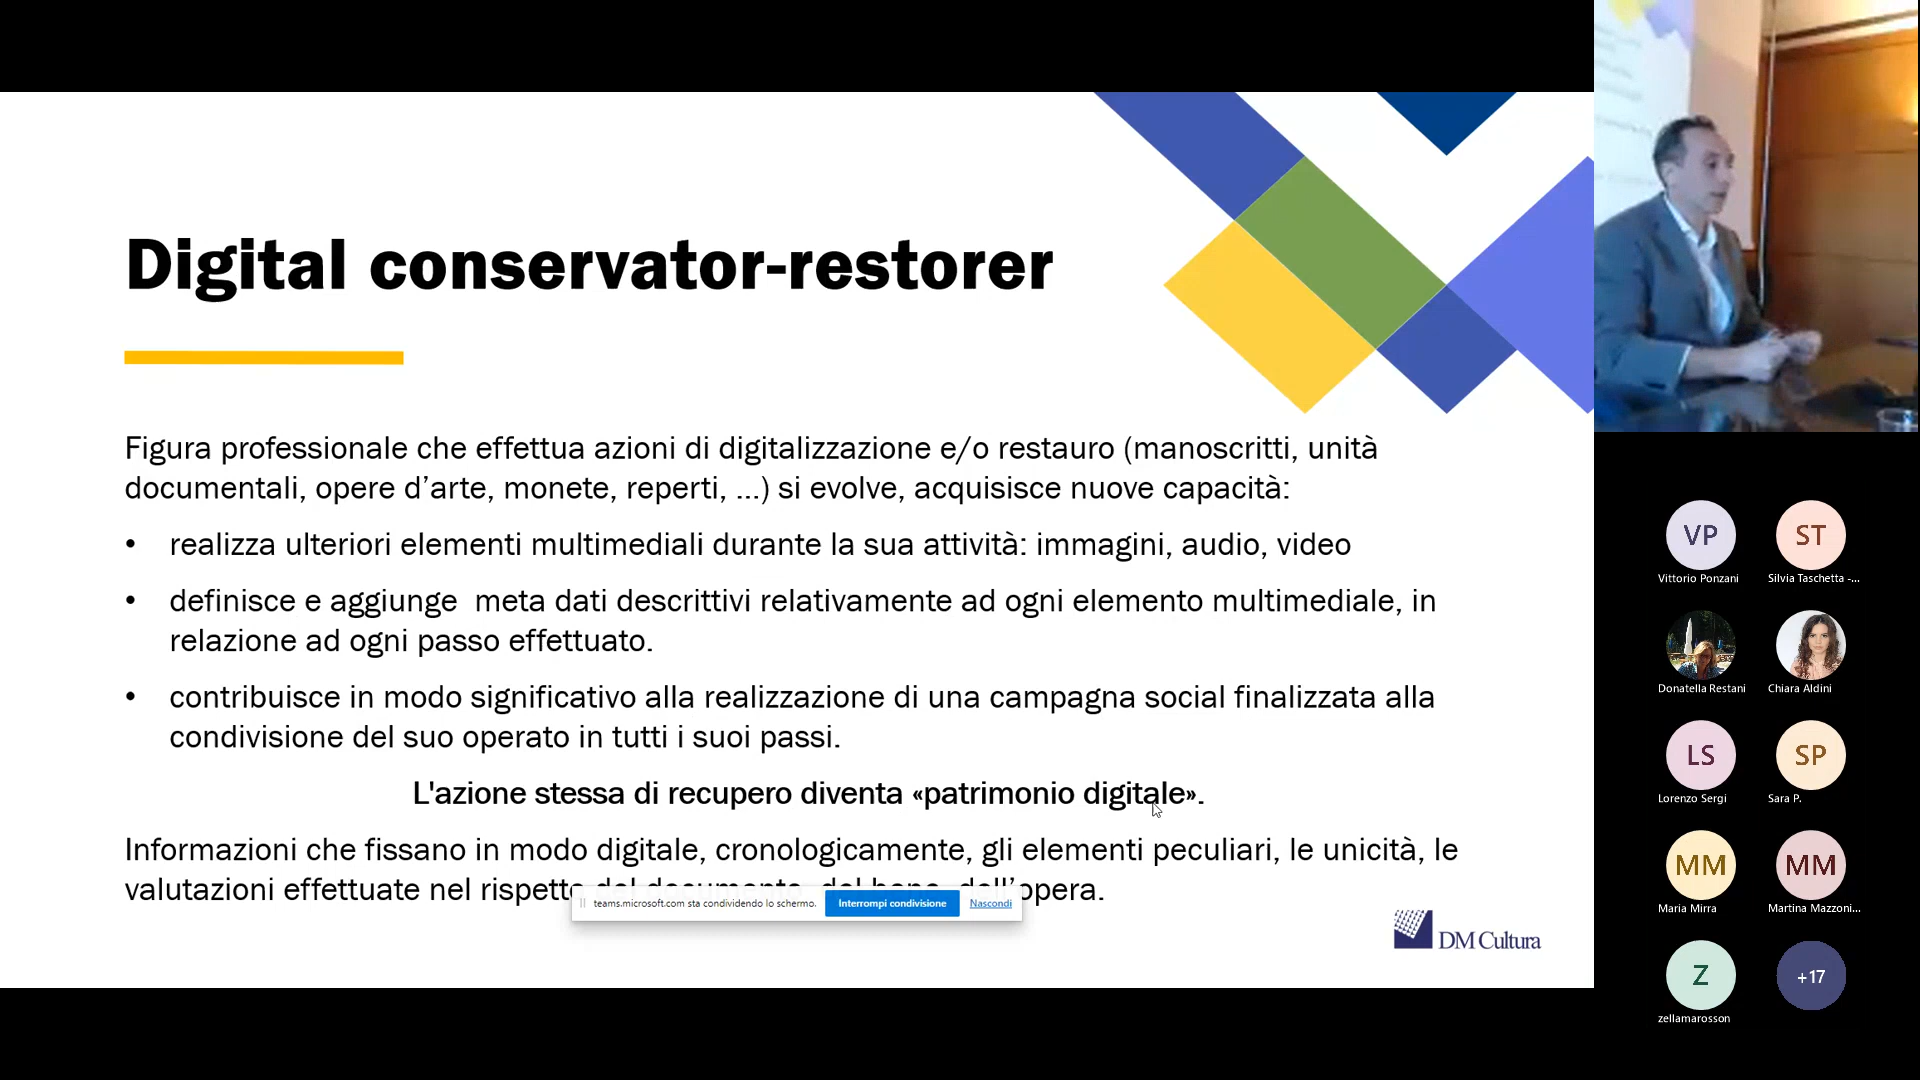 Digital conservator-restorer
Figura professionale che effettua azioni di digitalizzazione e/o restauro (manoscritti, unità
documentali, opere d’arte, monete, reperti, ...) si evolve, acquisisce nuove capacità:
• realizza ulteriori elementi multimediali durante la sua attività: immagini, audio, video
• definisce e aggiunge  meta dati descrittivi relativamente ad ogni elemento multimediale, in
relazione ad ogni passo effettuato.
• contribuisce in modo significativo alla realizzazione di una campagna social finalizzata alla
condivisione del suo operato in tutti i suoi passi.
L'azione stessa di recupero diventa «patrimonio digitale».
Informazioni che fissano in modo digitale, cronologicamente, gli elementi peculiari, le unicità, le
valutazioni effettuate nel rispetto del documento, del bene, dell’opera.
teams.microsoft.com sta condividendo lo schermo.
Interrompi condivisione
Nascondi
DM Cultura
VP
ST
Vittorio Ponzani
Silvia Taschetta -...
Donatella Restani
Chiara Aldini
LS
SP
Lorenzo Sergi
Sara P.
MM
MM
Maria Mirra
Martina Mazzoni...
Z
+17
zellamarosson